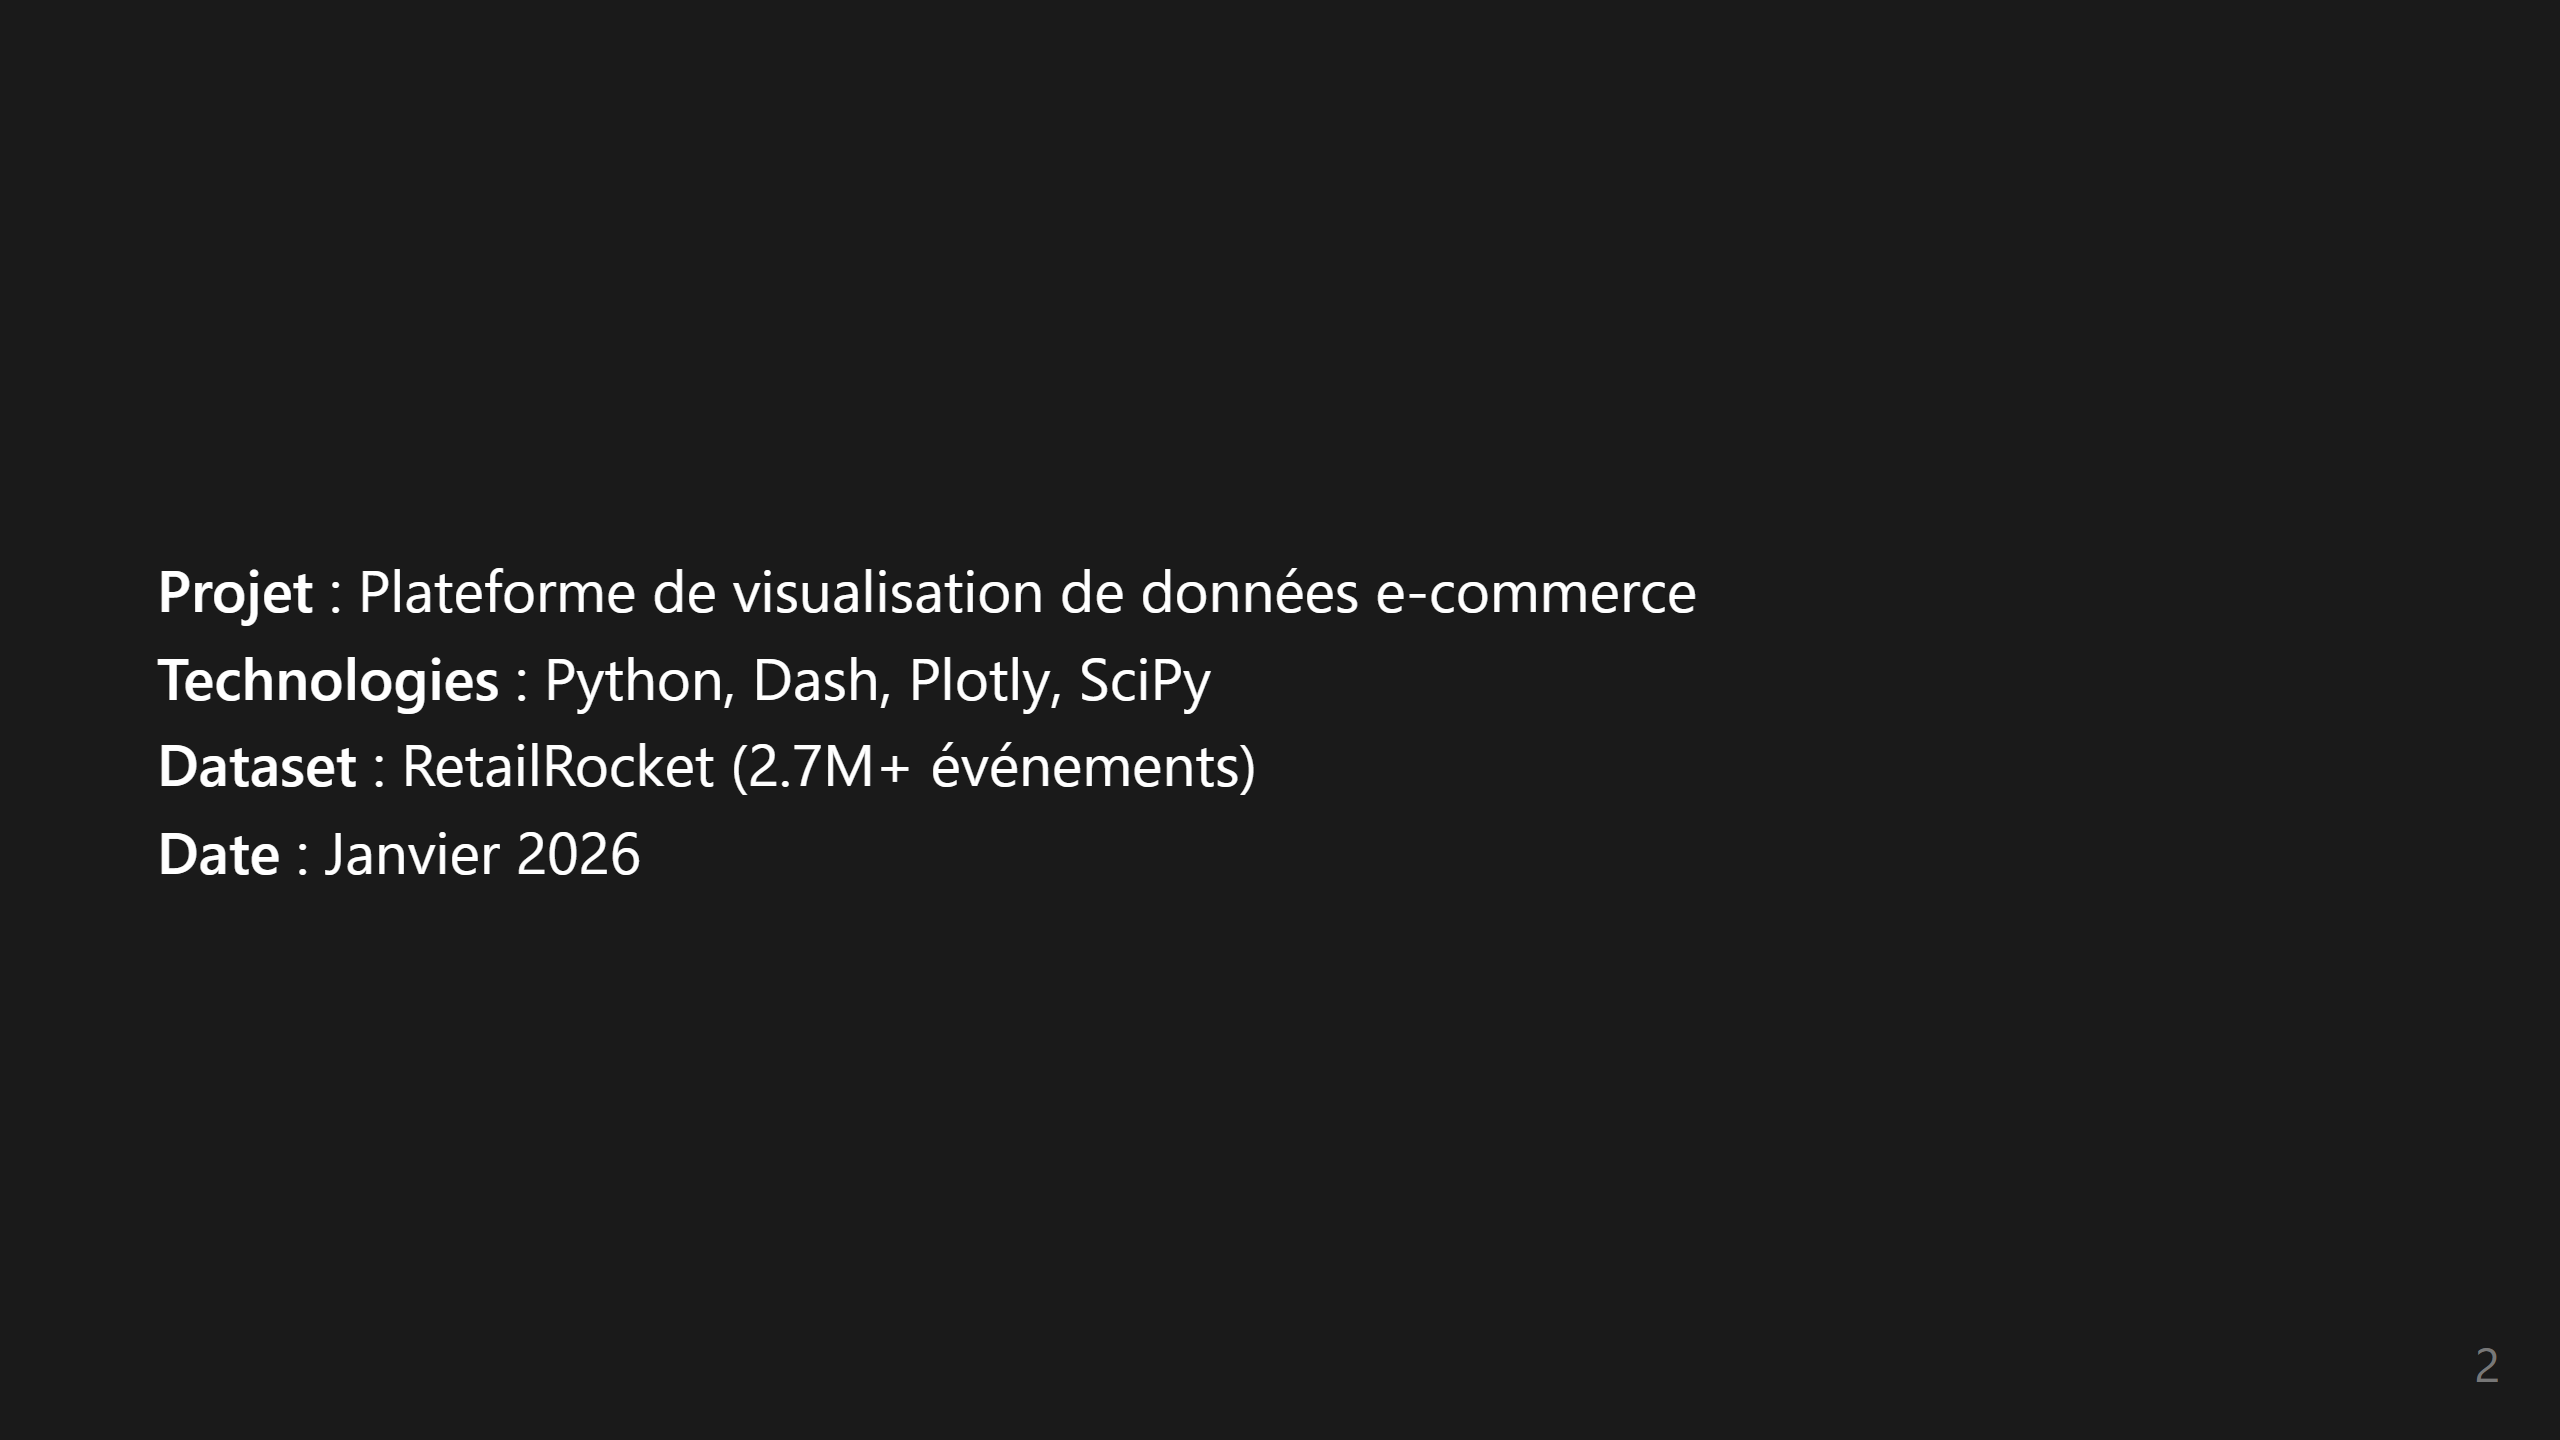 Projet : Plateforme de visualisation de données e-commerce
Technologies : Python, Dash, Plotly, SciPy
Dataset : RetailRocket (2.7M+ événements)
Date : Janvier 2026
2